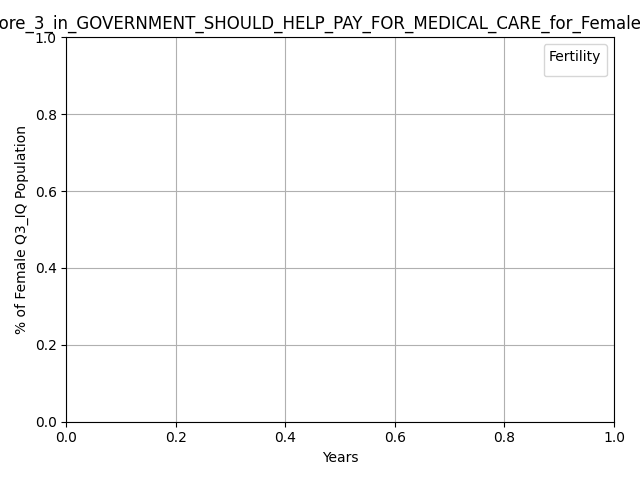 ore_3_in_GOVERNMENT_SHOULD_HELP_PAY_FOR_MEDICAL_CARE_for_Female
Fertility
1.0
0.8
0.6
0.4
0.2
0.0
% of Female Q3_IQ Population
0.0 0.2 0.4 0.6 0.8 1.0
Years